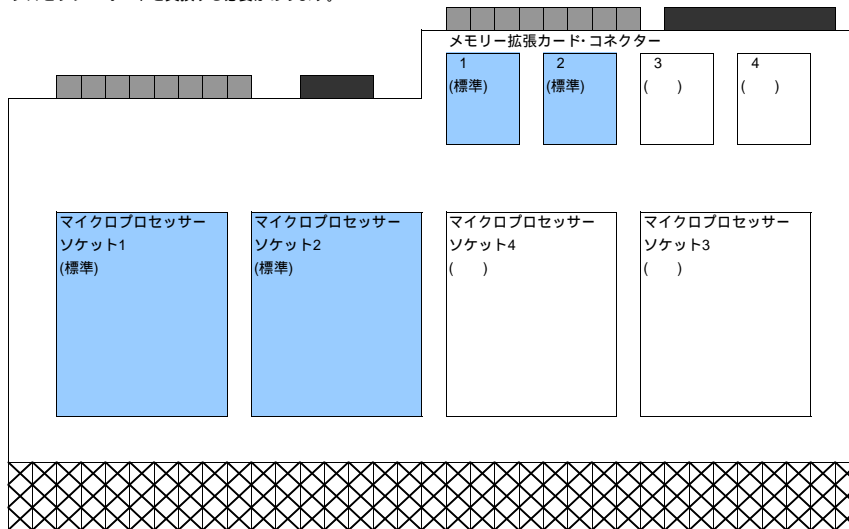 メモリー拡張カード・コネクター
1 2 3 4
(標準) (標準) (　　) (　　)
マイクロプロセッサー マイクロプロセッサー マイクロプロセッサー マイクロプロセッサー
ソケット1 ソケット2 ソケット4 ソケット3
(標準) (標準) (　　) (　　)